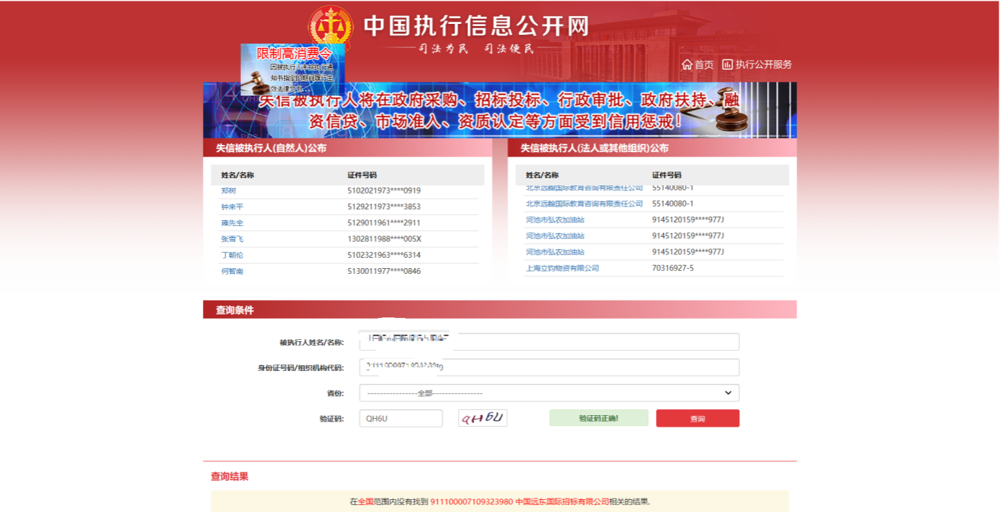 中国执行信息公开网
司法为民 司法便民
首页 执行公开服务
限制高消费令
因被执行人未按执行通
知书指定的期间履行生
效法律文书...
失信被执行人将在政府采购、招标投标、行政审批、政府扶持、融
资信贷、市场准入、资质认定等方面受到信用惩戒！
失信被执行人(自然人)公布
姓名/名称 证件号码
郑树 5102021973****0919
钟来平 5129211973****3853
雍先全 5129011961****2911
张雪飞 1302811988****005X
丁朝伦 5102321963****6314
何智南 5130011977****0846
失信被执行人(法人或其他组织)公布
姓名/名称 证件号码
北京远翰国际教育咨询有限责任公司 55140080-1
北京远翰国际教育咨询有限责任公司 55140080-1
河池市弘农加油站 9145120159****977J
河池市弘农加油站 9145120159****977J
河池市弘农加油站 9145120159****977J
上海立钧物资有限公司 70316927-5
查询条件
被执行人姓名/名称:
身份证号码/组织机构代码:
省份: ----------------全部----------------
验证码: QH6U qH6U 验证码正确! 查询
查询结果
在全国范围内没有找到 911100007109323980 中国远东国际招标有限公司相关的结果.